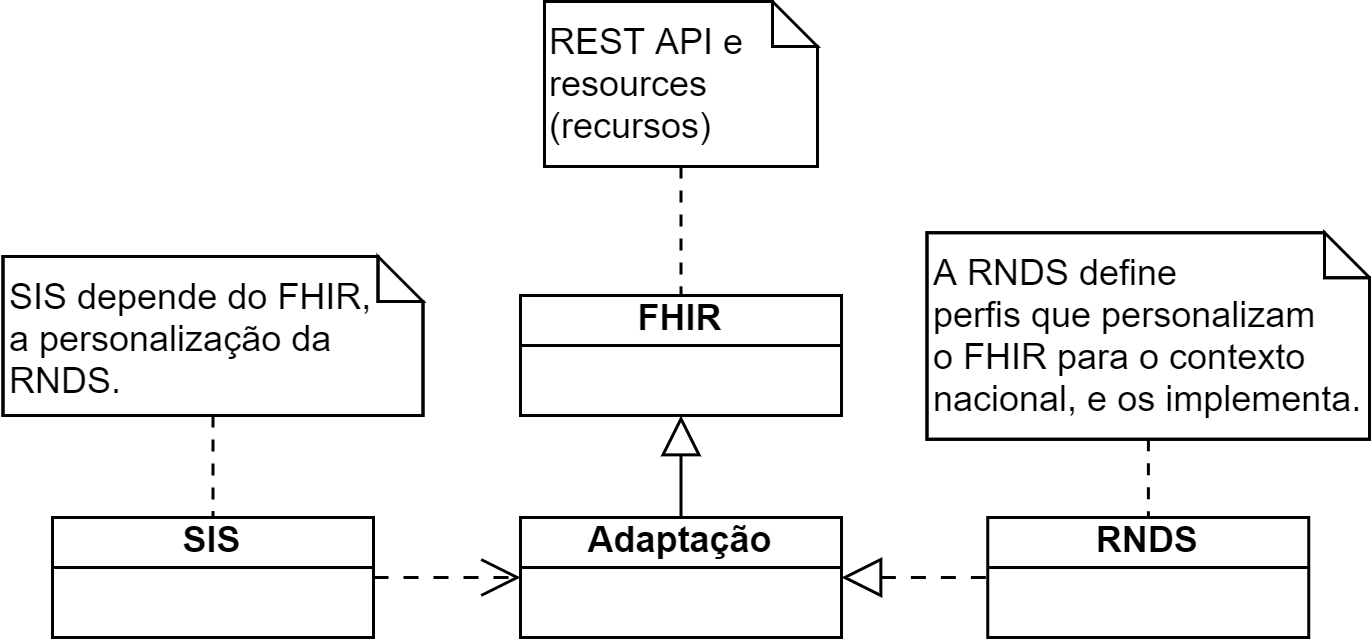 REST API e
resources
(recursos)
SIS depende do FHIR,
a personalização da
RNDS.
FHIR
A RNDS define
perfis que personalizam
o FHIR para o contexto
nacional, e os implementa.
SIS
Adaptação
RNDS